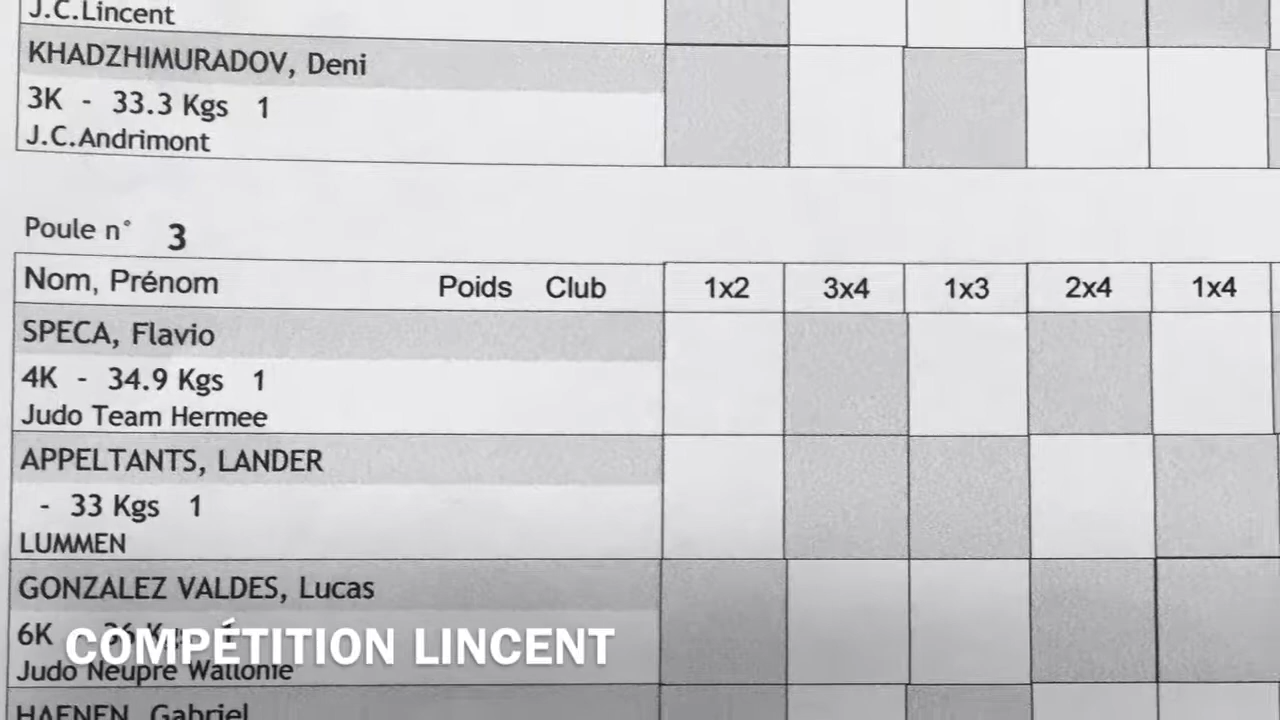 J.C.Lincent
KHADZHIMURADOV, Deni
3K - 33.3 Kgs 1
J.C.Andrimont
Poule n° 3
Nom, Prénom Poids Club 1x2 3x4 1x3 2x4 1x4
SPECA, Flavio
4K - 34.9 Kgs 1
Judo Team Hermee
APPELTANTS, LANDER
- 33 Kgs 1
LUMMEN
GONZALEZ VALDES, Lucas
6K
COMPÉTITION LINCENT
Judo Neupre Wallonie
HAENEN, Gabriel